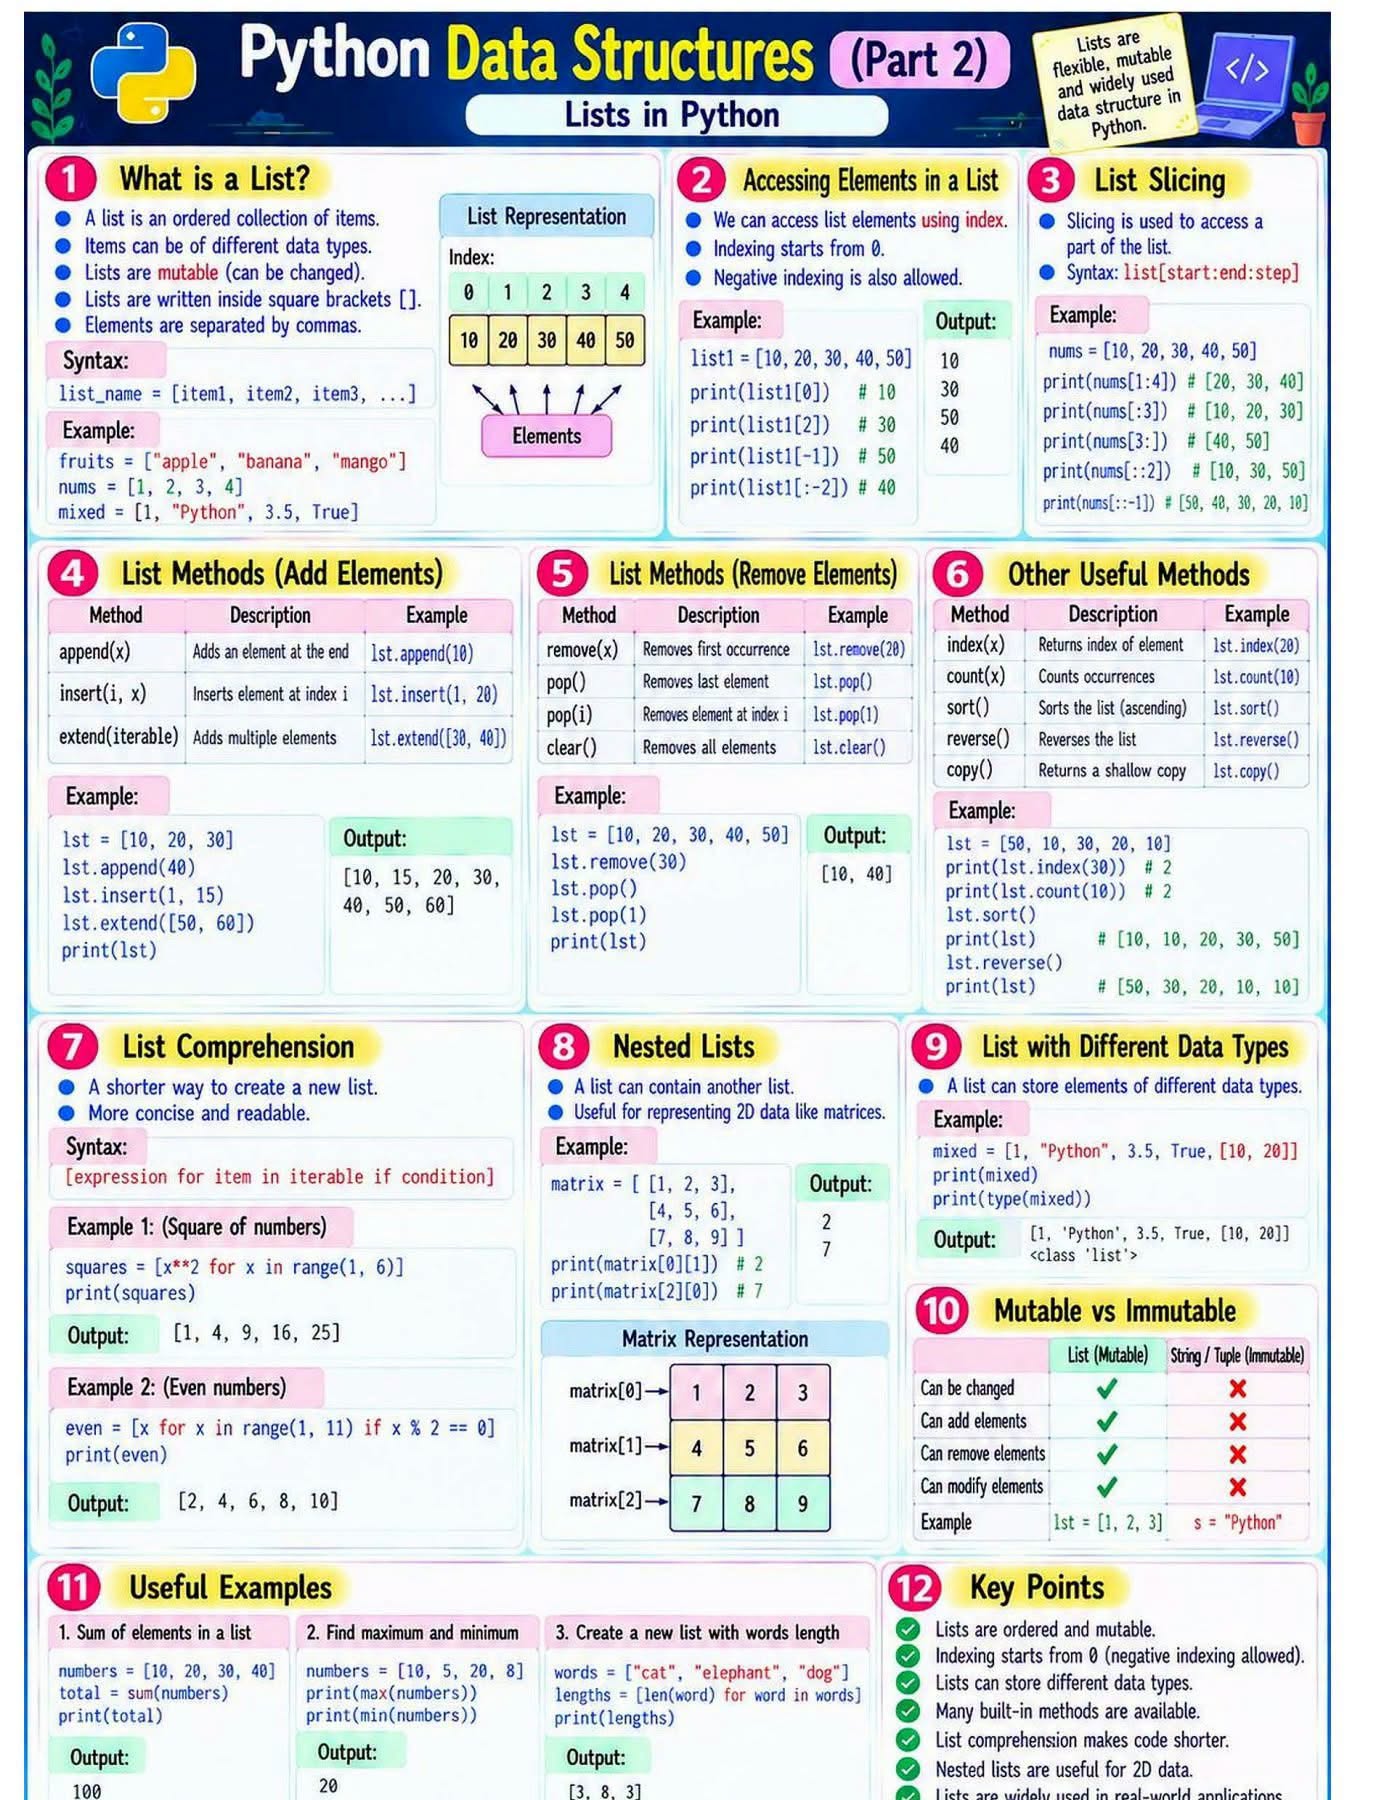 Python Data Structures (Part 2)
Lists in Python
Lists are
flexible, mutable
and widely used
data structure in
Python.
</>
1 What is a List?
A list is an ordered collection of items.
Items can be of different data types.
Lists are mutable (can be changed).
Lists are written inside square brackets [].
Elements are separated by commas.
Syntax:
list_name = [item1, item2, item3, ...]
Example:
fruits = ["apple", "banana", "mango"]
nums = [1, 2, 3, 4]
mixed = [1, "Python", 3.5, True]
List Representation
Index:
0 1 2 3 4
10 20 30 40 50
Elements
2 Accessing Elements in a List
We can access list elements using index.
Indexing starts from 0.
Negative indexing is also allowed.
Example:
list1 = [10, 20, 30, 40, 50]
print(list1[0]) # 10
print(list1[2]) # 30
print(list1[-1]) # 50
print(list1[:-2]) # 40
Output:
10
30
50
40
3 List Slicing
Slicing is used to access a
part of the list.
Syntax: list[start:end:step]
Example:
nums = [10, 20, 30, 40, 50]
print(nums[1:4]) # [20, 30, 40]
print(nums[:3]) # [10, 20, 30]
print(nums[3:]) # [40, 50]
print(nums[::2]) # [10, 30, 50]
print(nums[::-1]) # [50, 40, 30, 20, 10]
4 List Methods (Add Elements)
Method Description Example
append(x) Adds an element at the end lst.append(10)
insert(i, x) Inserts element at index i lst.insert(1, 20)
extend(iterable) Adds multiple elements lst.extend([30, 40])
Example:
lst = [10, 20, 30]
lst.append(40)
lst.insert(1, 15)
lst.extend([50, 60])
print(lst)
Output:
[10, 15, 20, 30,
40, 50, 60]
5 List Methods (Remove Elements)
Method Description Example
remove(x) Removes first occurrence lst.remove(20)
pop() Removes last element lst.pop()
pop(i) Removes element at index i lst.pop(1)
clear() Removes all elements lst.clear()
Example:
lst = [10, 20, 30, 40, 50]
lst.remove(30)
lst.pop()
lst.pop(1)
print(lst)
Output:
[10, 40]
6 Other Useful Methods
Method Description Example
index(x) Returns index of element lst.index(20)
count(x) Counts occurrences lst.count(10)
sort() Sorts the list (ascending) lst.sort()
reverse() Reverses the list lst.reverse()
copy() Returns a shallow copy lst.copy()
Example:
lst = [50, 10, 30, 20, 10]
print(lst.index(30)) # 2
print(lst.count(10)) # 2
lst.sort()
print(lst) # [10, 10, 20, 30, 50]
lst.reverse()
print(lst) # [50, 30, 20, 10, 10]
7 List Comprehension
A shorter way to create a new list.
More concise and readable.
Syntax:
[expression for item in iterable if condition]
Example 1: (Square of numbers)
squares = [x**2 for x in range(1, 6)]
print(squares)
Output: [1, 4, 9, 16, 25]
Example 2: (Even numbers)
even = [x for x in range(1, 11) if x % 2 == 0]
print(even)
Output: [2, 4, 6, 8, 10]
8 Nested Lists
A list can contain another list.
Useful for representing 2D data like matrices.
Example:
matrix = [ [1, 2, 3],
[4, 5, 6],
[7, 8, 9] ]
print(matrix[0][1]) # 2
print(matrix[2][0]) # 7
Output:
2
7
Matrix Representation
matrix[0] 1 2 3
matrix[1] 4 5 6
matrix[2] 7 8 9
9 List with Different Data Types
A list can store elements of different data types.
Example:
mixed = [1, "Python", 3.5, True, [10, 20]]
print(mixed)
print(type(mixed))
Output: [1, 'Python', 3.5, True, [10, 20]]
<class 'list'>
10 Mutable vs Immutable
List (Mutable) String / Tuple (Immutable)
Can be changed ✓ ✗
Can add elements ✓ ✗
Can remove elements ✓ ✗
Can modify elements ✓ ✗
Example lst = [1, 2, 3] s = "Python"
11 Useful Examples
1. Sum of elements in a list
numbers = [10, 20, 30, 40]
total = sum(numbers)
print(total)
Output:
100
2. Find maximum and minimum
numbers = [10, 5, 20, 8]
print(max(numbers))
print(min(numbers))
Output:
20
3. Create a new list with words length
words = ["cat", "elephant", "dog"]
lengths = [len(word) for word in words]
print(lengths)
Output:
[3, 8, 3]
12 Key Points
Lists are ordered and mutable.
Indexing starts from 0 (negative indexing allowed).
Lists can store different data types.
Many built-in methods are available.
List comprehension makes code shorter.
Nested lists are useful for 2D data.
Lists are widely used in real-world applications